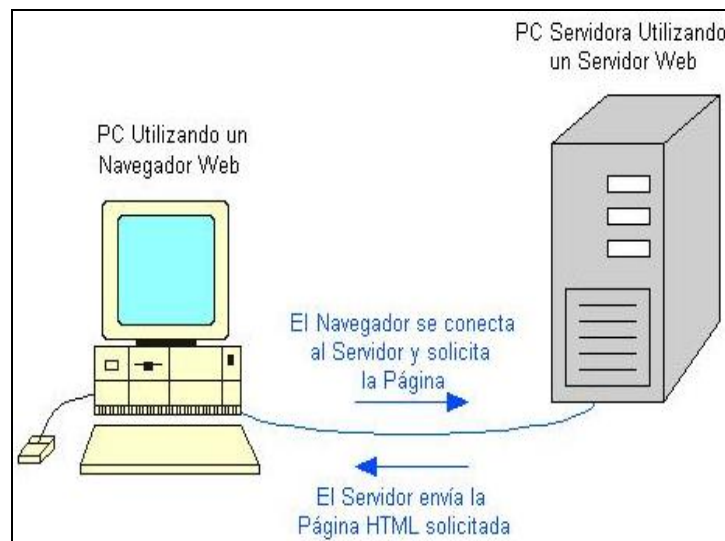 PC Servidora Utilizando
un Servidor Web
PC Utilizando un
Navegador Web
El Navegador se conecta
al Servidor y solicita
la Página
El Servidor envía la
Página HTML solicitada